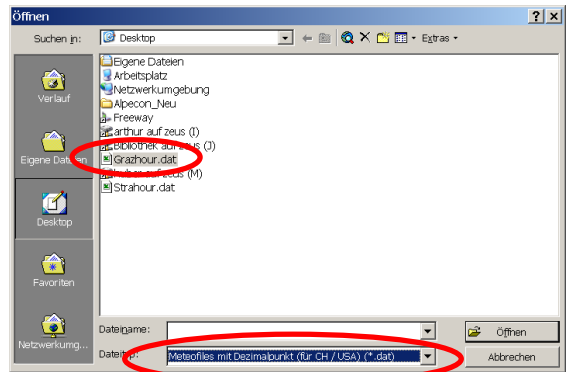 Öffnen
Suchen in: Desktop Extras
Verlauf
Eigene Dateien
Desktop
Favoriten
Netzwerkumg...
Eigene Dateien
Arbeitsplatz
Netzwerkumgebung
Alpecon_Neu
Freeway
arthur auf zeus (I)
Bibliothek auf zeus (J)
Grazhour.dat
huber auf zeus (M)
Strahour.dat
Dateiname: Öffnen
Dateityp: Meteofiles mit Dezimalpunkt (für CH / USA) (*.dat) Abbrechen